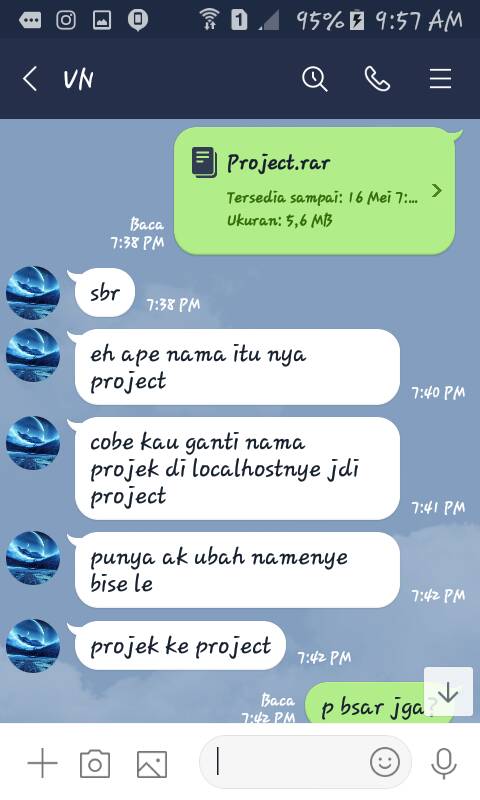 1 95% 9:57 AM
VN
Project.rar
Tersedia sampai: 16 Mei 7:...
Ukuran: 5,6 MB
Baca
7:38 PM
sbr
7:38 PM
eh ape nama itu nya
project
7:40 PM
cobe kau ganti nama
projek di localhostnye jdi
project
7:41 PM
punya ak ubah namenye
bise le
7:42 PM
projek ke project
7:42 PM
Baca
7:42 PM
p bsar jga?